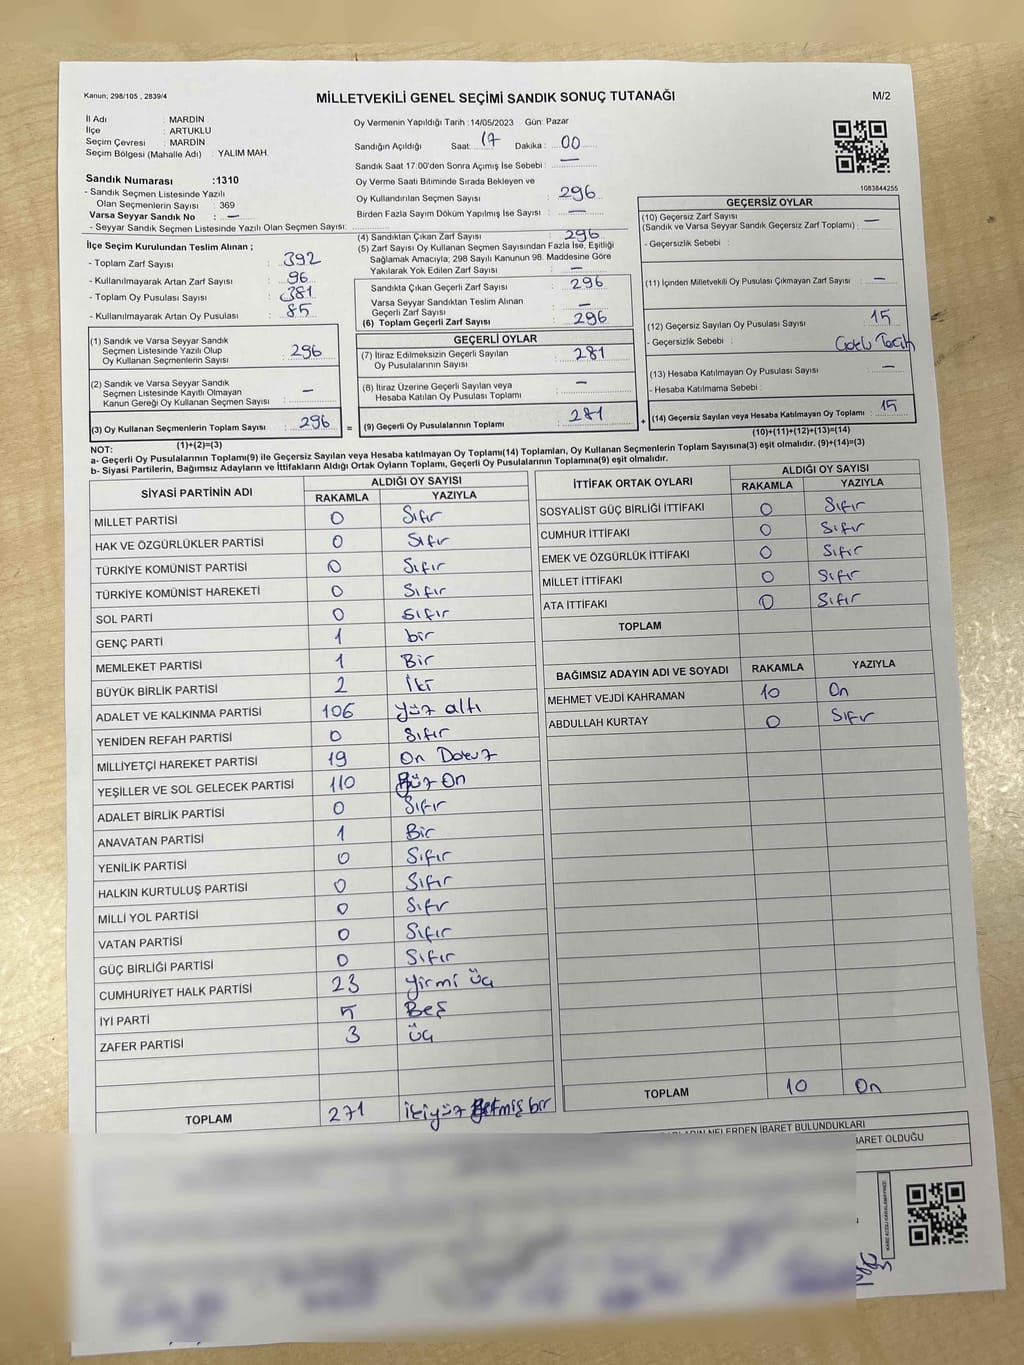 Kanun; 298/105 , 2839/4
MİLLETVEKİLİ GENEL SEÇİMİ SANDIK SONUÇ TUTANAĞI
M/2
İl Adı : MARDİN
İlçe : ARTUKLU
Seçim Çevresi : MARDİN
Seçim Bölgesi (Mahalle Adı) : YALIM MAH.
Sandık Numarası :1310
- Sandık Seçmen Listesinde Yazılı
Olan Seçmenlerin Sayısı : 369
Varsa Seyyar Sandık No : —
- Seyyar Sandık Seçmen Listesinde Yazılı Olan Seçmen Sayısı:
Oy Vermenin Yapıldığı Tarih :14/05/2023 Gün: Pazar
Sandığın Açıldığı Saat: 17 Dakika : 00
Sandık Saat 17:00'den Sonra Açımış İse Sebebi : —
Oy Verme Saati Bitiminde Sırada Bekleyen ve
Oy Kullandırılan Seçmenin Sayısı : 296
Birden Fazla Sayım Döküm Yapılmış İse Sayısı : —
1083844255
İlçe Seçim Kurulundan Teslim Alınan ;
- Toplam Zarf Sayısı : 392
- Kullanılmayarak Artan Zarf Sayısı : 96
- Toplam Oy Pusulası Sayısı : 381
- Kullanılmayarak Artan Oy Pusulası : 85
(4) Sandıktan Çıkan Zarf Sayısı : 296
(5) Zarf Sayısı Oy Kullanan Seçmen Sayısından Fazla İse, Eşitliği
Sağlamak Amacıyla; 298 Sayılı Kanunun 98. Maddesine Göre
Yakılarak Yok Edilen Zarf Sayısı : —
Sandıkta Çıkan Geçerli Zarf Sayısı : 296
Varsa Seyyar Sandıktan Teslim Alınan
Geçerli Zarf Sayısı : —
(6) Toplam Geçerli Zarf Sayısı : 296
GEÇERSİZ OYLAR
(10) Geçersiz Zarf Sayısı
(Sandık ve Varsa Seyyar Sandık Geçersiz Zarf Toplamı) : —
- Geçersizlik Sebebi :
(11) İçinden Milletvekili Oy Pusulası Çıkmayan Zarf Sayısı : —
(12) Geçersiz Sayılan Oy Pusulası Sayısı : 15
- Geçersizlik Sebebi :
(13) Hesaba Katılmayan Oy Pusulası Sayısı : —
- Hesaba Katılmama Sebebi :
(14) Geçersiz Sayılan veya Hesaba Katılmayan Oy Toplamı : 15
(10)+(11)+(12)+(13)=(14)
(1) Sandık ve Varsa Seyyar Sandık
Seçmen Listesinde Yazılı Olup
Oy Kullanan Seçmenlerin Sayısı : 296
(2) Sandık ve Varsa Seyyar Sandık
Seçmen Listesinde Kayıtlı Olmayan
Kanun Gereği Oy Kullanan Seçmen Sayısı : —
(3) Oy Kullanan Seçmenlerin Toplam Sayısı : 296
(1)+(2)=(3)
=
GEÇERLİ OYLAR
(7) İtiraz Edilmeksizin Geçerli Sayılan
Oy Pusulalarının Sayısı : 281
(8) İtiraz Üzerine Geçerli Sayılan veya
Hesaba Katılan Oy Pusulası Toplamı : —
(9) Geçerli Oy Pusulalarının Toplamı : 281
+
NOT:
a- Geçerli Oy Pusulalarının Toplamı(9) ile Geçersiz Sayılan veya Hesaba katılmayan Oy Toplamı(14) Toplamları, Oy Kullanan Seçmenlerin Toplam Sayısına(3) eşit olmalıdır. (9)+(14)=(3)
b- Siyasi Partilerin, Bağımsız Adayların ve İttifakların Aldığı Ortak Oyların Toplamı, Geçerli Oy Pusulalarının Toplamına(9) eşit olmalıdır.
SİYASİ PARTİNİN ADI ALDIĞI OY SAYISI
RAKAMLA YAZIYLA
MİLLET PARTİSİ 0 Sıfır
HAK VE ÖZGÜRLÜKLER PARTİSİ 0 Sıfır
TÜRKİYE KOMÜNİST PARTİSİ 0 Sıfır
TÜRKİYE KOMÜNİST HAREKETİ 0 Sıfır
SOL PARTİ 0 Sıfır
GENÇ PARTİ 1 bir
MEMLEKET PARTİSİ 1 Bir
BÜYÜK BİRLİK PARTİSİ 2 İki
ADALET VE KALKINMA PARTİSİ 106 Yüz altı
YENİDEN REFAH PARTİSİ 0 Sıfır
MİLLİYETÇİ HAREKET PARTİSİ 19 On Dokuz
YEŞİLLER VE SOL GELECEK PARTİSİ 110 Yüz On
ADALET BİRLİK PARTİSİ 0 Sıfır
ANAVATAN PARTİSİ 1 Bir
YENİLİK PARTİSİ 0 Sıfır
HALKIN KURTULUŞ PARTİSİ 0 Sıfır
MİLLİ YOL PARTİSİ 0 Sıfır
VATAN PARTİSİ 0 Sıfır
GÜÇ BİRLİĞİ PARTİSİ 0 Sıfır
CUMHURİYET HALK PARTİSİ 23 Yirmi üç
İYİ PARTİ 5 Beş
ZAFER PARTİSİ 3 üç
TOPLAM 271 ikiyüz Yetmiş bir
İTTİFAK ORTAK OYLARI ALDIĞI OY SAYISI
RAKAMLA YAZIYLA
SOSYALİST GÜÇ BİRLİĞİ İTTİFAKI 0 Sıfır
CUMHUR İTTİFAKI 0 Sıfır
EMEK VE ÖZGÜRLÜK İTTİFAKI 0 Sıfır
MİLLET İTTİFAKI 0 Sıfır
ATA İTTİFAKI 0 Sıfır
TOPLAM
BAĞIMSIZ ADAYIN ADI VE SOYADI RAKAMLA YAZIYLA
MEHMET VEJDİ KAHRAMAN 10 On
ABDULLAH KURTAY 0 Sıfır
TOPLAM 10 On
NELERDEN İBARET BULUNDUKLARI
İBARET OLDUĞU